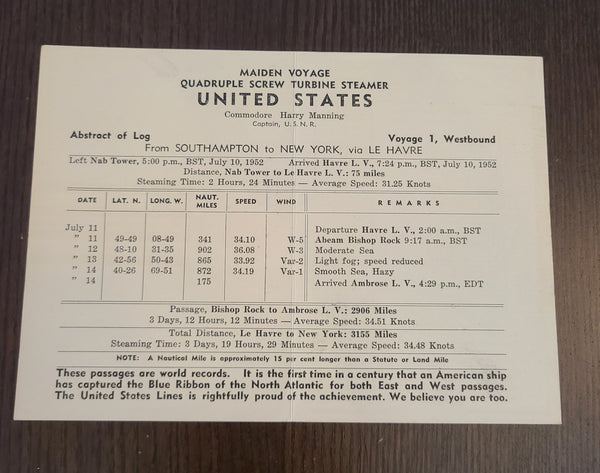 MAIDEN VOYAGE
QUADRUPLE SCREW TURBINE STEAMER
UNITED STATES
Commodore Harry Manning
Captain, U. S. N. R.
Abstract of Log Voyage 1, Westbound
From SOUTHAMPTON to NEW YORK, via LE HAVRE
Left Nab Tower, 5:00 p.m., BST, July 10, 1952 Arrived Havre L. V., 7:24 p.m., BST, July 10, 1952
Distance, Nab Tower to Le Havre L. V.: 75 miles
Steaming Time: 2 Hours, 24 Minutes — Average Speed: 31.25 Knots
DATE LAT. N. LONG. W. NAUT. MILES SPEED WIND REMARKS
July 11 Departure Havre L. V., 2:00 a.m., BST
" 11 49-49 08-49 341 34.10 W-5 Abeam Bishop Rock 9:17 a.m., BST
" 12 48-10 31-35 902 36.08 W-3 Moderate Sea
" 13 42-56 50-43 865 33.92 Var-2 Light fog; speed reduced
" 14 40-26 69-51 872 34.19 Var-1 Smooth Sea, Hazy
" 14 175 Arrived Ambrose L. V., 4:29 p.m., EDT
Passage, Bishop Rock to Ambrose L. V.: 2906 Miles
3 Days, 12 Hours, 12 Minutes — Average Speed: 34.51 Knots
Total Distance, Le Havre to New York: 3155 Miles
Steaming Time: 3 Days, 19 Hours, 29 Minutes — Average Speed: 34.48 Knots
NOTE: A Nautical Mile is approximately 15 per cent longer than a Statute or Land Mile
These passages are world records. It is the first time in a century that an American ship
has captured the Blue Ribbon of the North Atlantic for both East and West passages.
The United States Lines is rightfully proud of the achievement. We believe you are too.